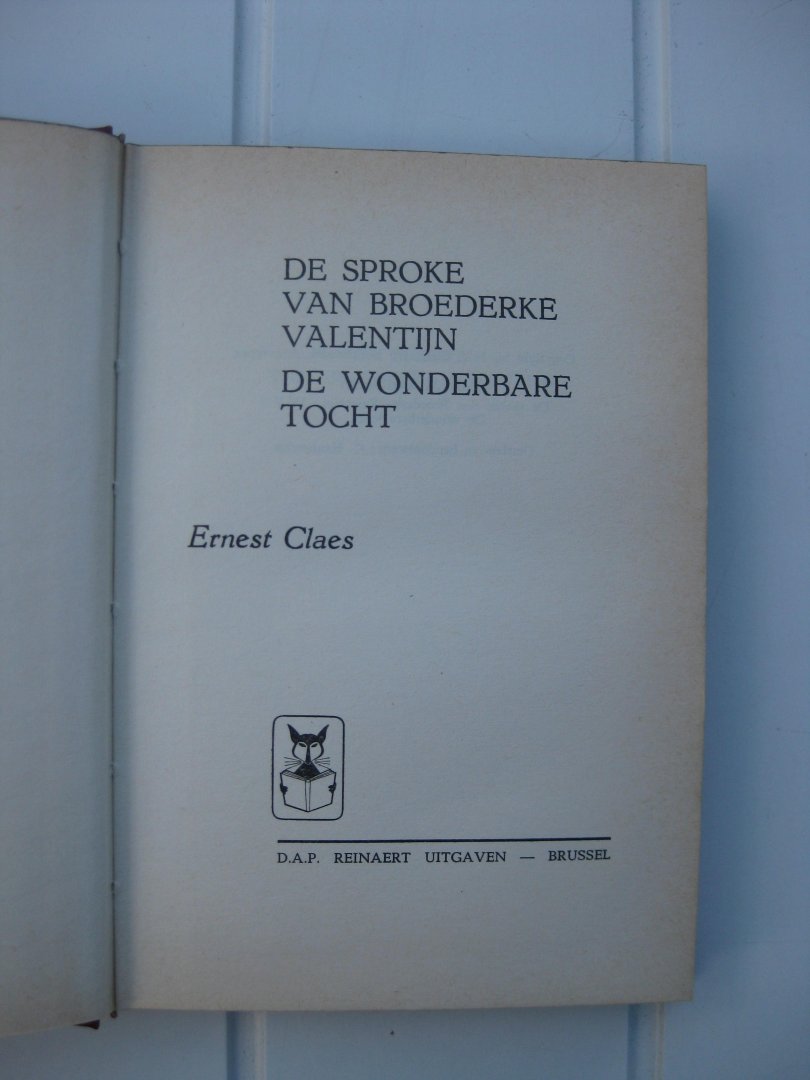 DE SPROKE
VAN BROEDERKE
VALENTIJN
DE WONDERBARE
TOCHT
Ernest Claes
D.A.P. REINAERT UITGAVEN — BRUSSEL